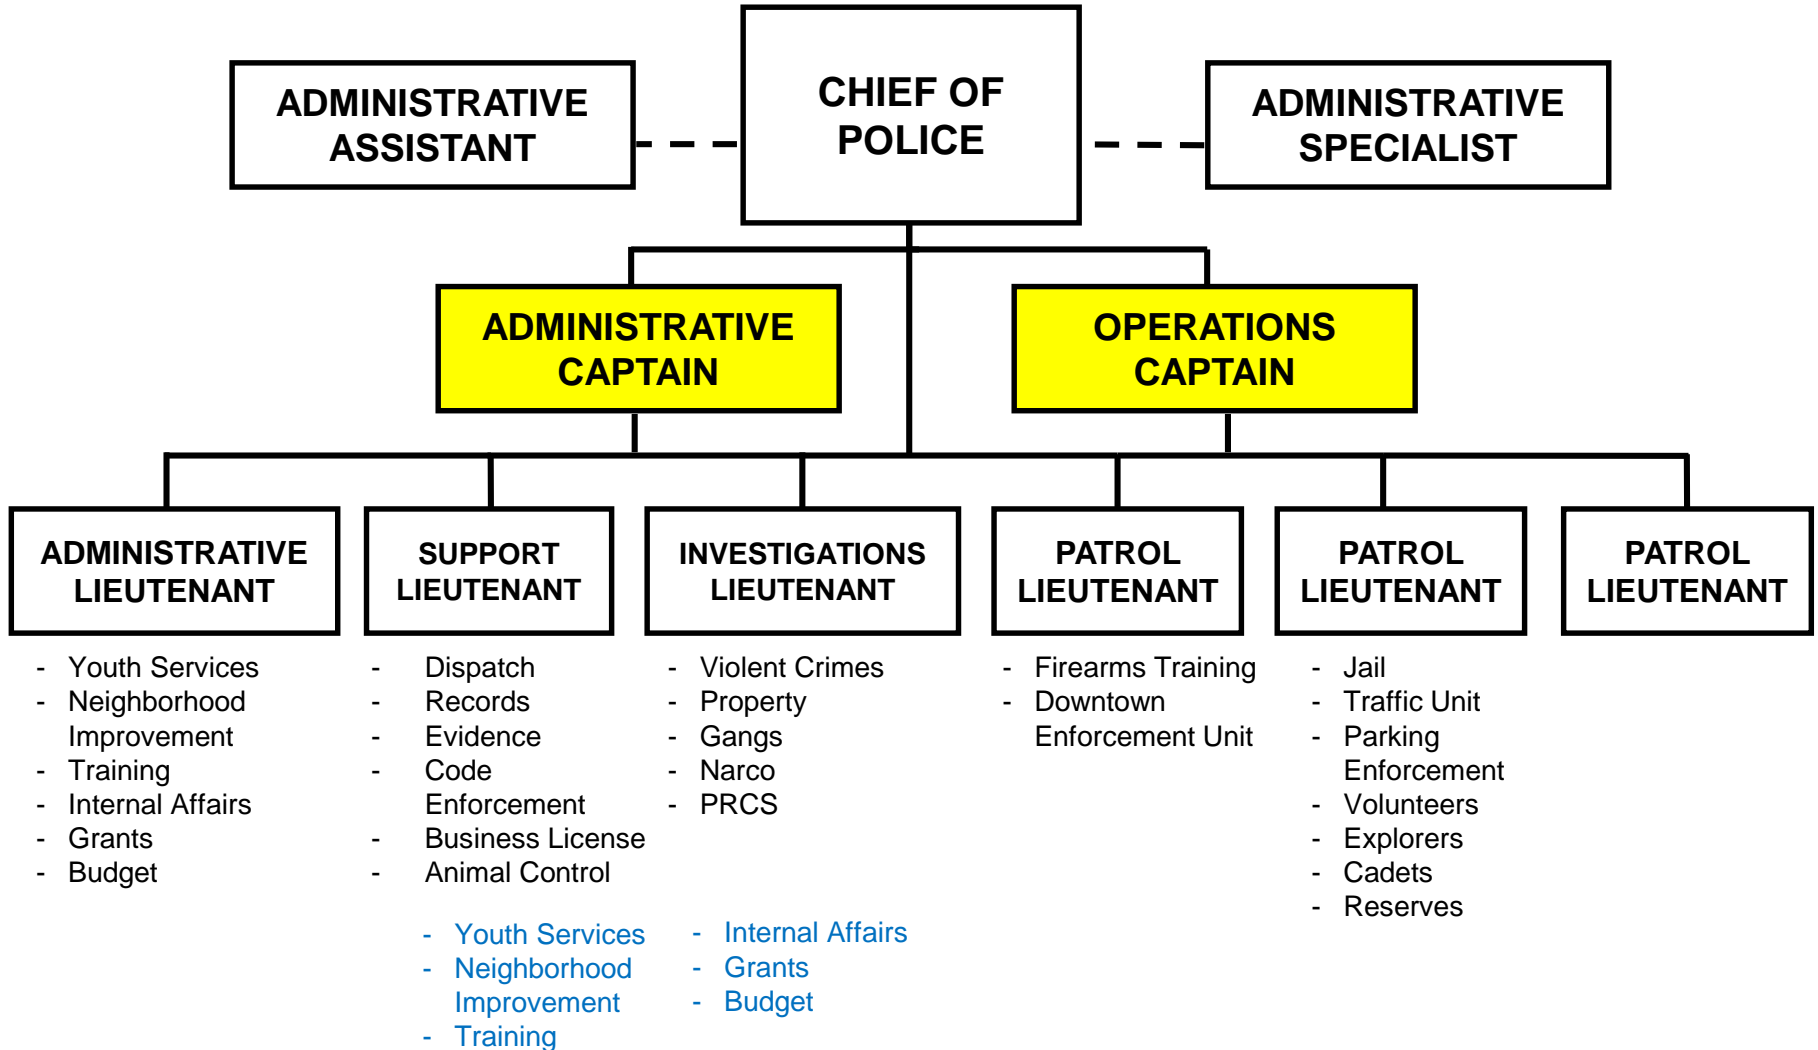 ADMINISTRATIVE
ASSISTANT
CHIEF OF
POLICE
ADMINISTRATIVE
SPECIALIST
ADMINISTRATIVE
CAPTAIN
OPERATIONS
CAPTAIN
ADMINISTRATIVE
LIEUTENANT
SUPPORT
LIEUTENANT
INVESTIGATIONS
LIEUTENANT
PATROL
LIEUTENANT
PATROL
LIEUTENANT
PATROL
LIEUTENANT
- Youth Services
- Neighborhood
Improvement
- Training
- Internal Affairs
- Grants
- Budget
- Dispatch
- Records
- Evidence
- Code
Enforcement
- Business License
- Animal Control
- Violent Crimes
- Property
- Gangs
- Narco
- PRCS
- Firearms Training
- Downtown
Enforcement Unit
- Jail
- Traffic Unit
- Parking
Enforcement
- Volunteers
- Explorers
- Cadets
- Reserves
- Youth Services
- Neighborhood
Improvement
- Training
- Internal Affairs
- Grants
- Budget